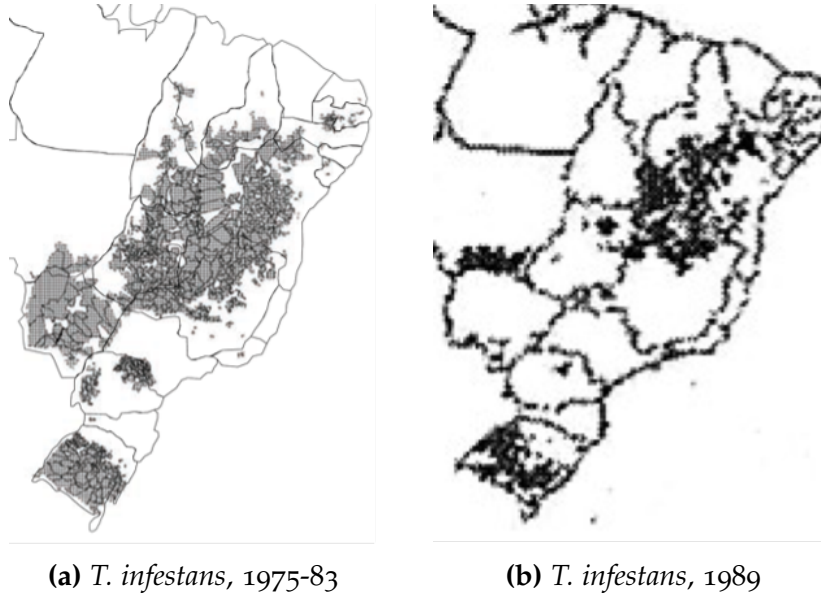 (a) T. infestans, 1975-83
(b) T. infestans, 1989